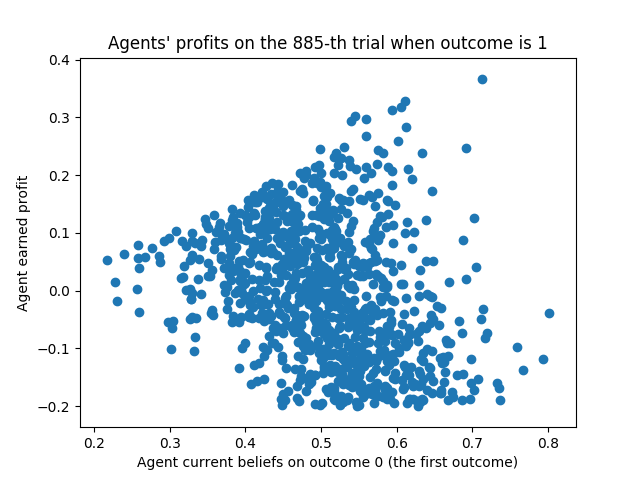 Agents' profits on the 885-th trial when outcome is 1
0.4
0.3
0.2
0.1
0.0
−0.1
−0.2
Agent earned profit
0.2 0.3 0.4 0.5 0.6 0.7 0.8
Agent current beliefs on outcome 0 (the first outcome)